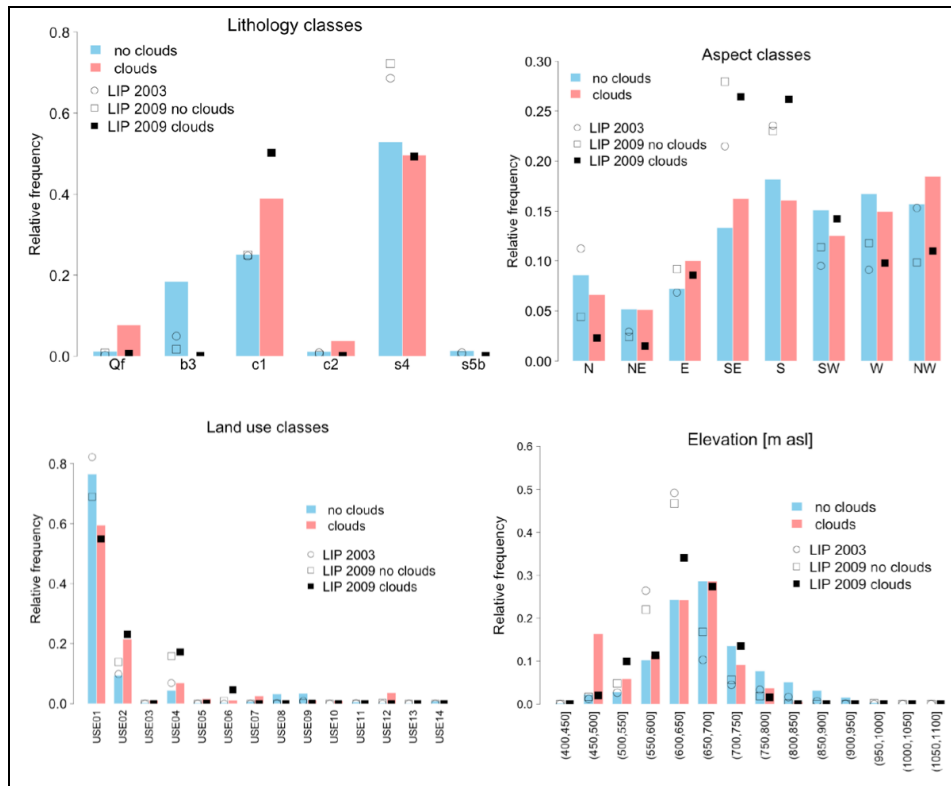 Lithology classes
0.8
0.6
0.4
0.2
0.0
Relative frequency
no clouds
clouds
LIP 2003
LIP 2009 no clouds
LIP 2009 clouds
Qf b3 c1 c2 s4 s5b
Aspect classes
0.30
0.25
0.20
0.15
0.10
0.05
0.00
Relative frequency
no clouds
clouds
LIP 2003
LIP 2009 no clouds
LIP 2009 clouds
N NE E SE S SW W NW
Land use classes
0.8
0.6
0.4
0.2
0.0
Relative frequency
no clouds
clouds
LIP 2003
LIP 2009 no clouds
LIP 2009 clouds
USE01 USE02 USE03 USE04 USE05 USE06 USE07 USE08 USE09 USE10 USE11 USE12 USE13 USE14
Elevation [m asl]
0.6
0.5
0.4
0.3
0.2
0.1
0.0
Relative frequency
no clouds
clouds
LIP 2003
LIP 2009 no clouds
LIP 2009 clouds
(400,450] (450,500] (500,550] (550,600] (600,650] (650,700] (700,750] (750,800] (800,850] (850,900] (900,950] (950,1000] (1000,1050] (1050,1100]